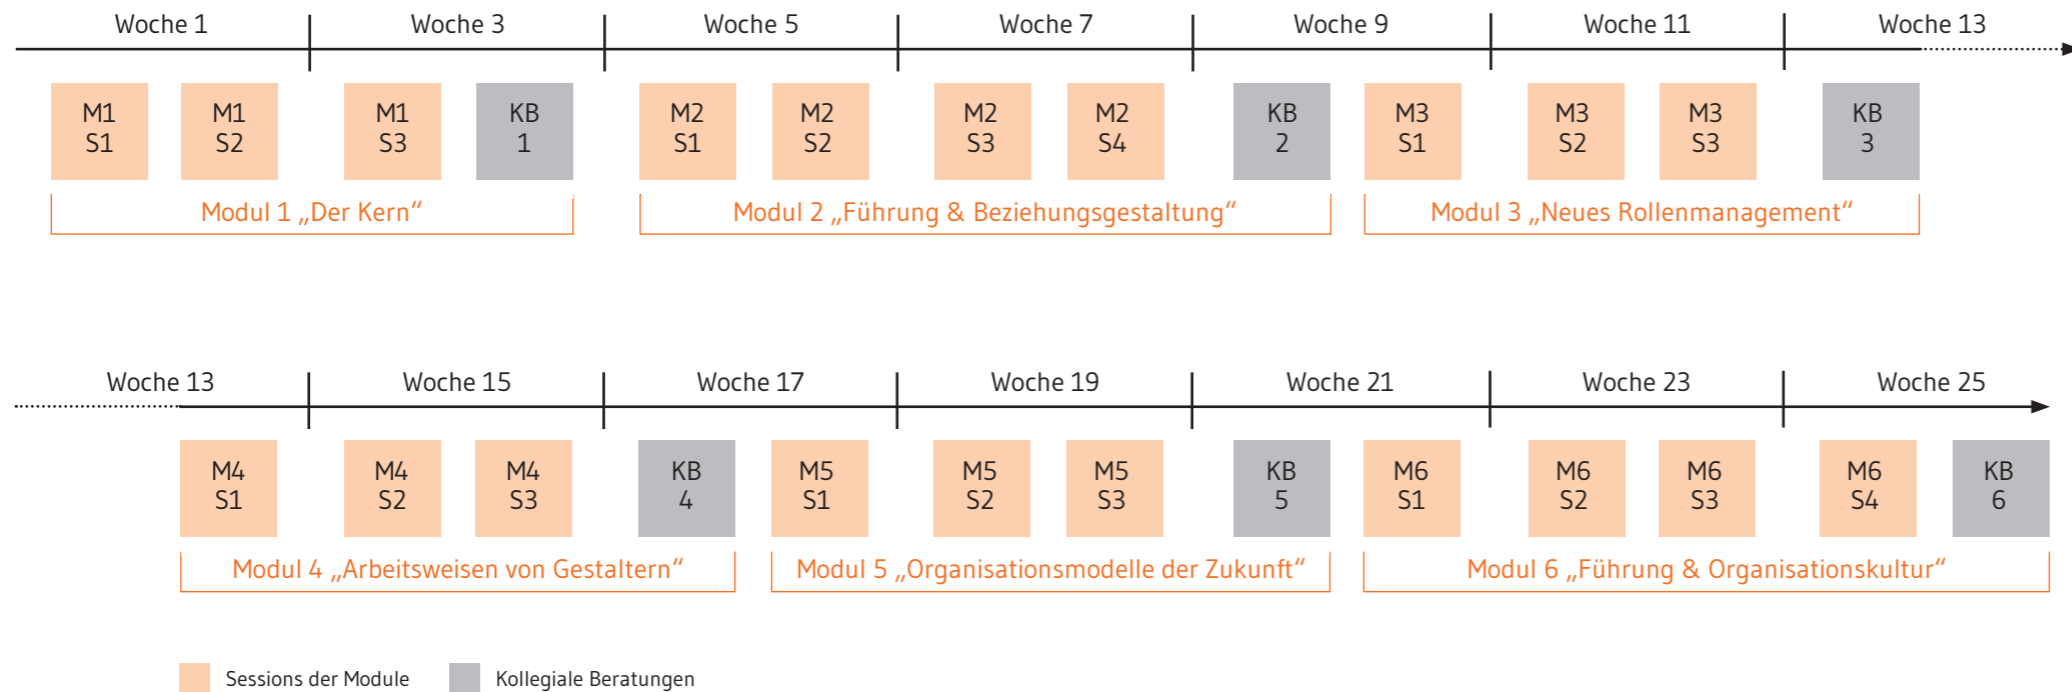 Woche 1 Woche 3 Woche 5 Woche 7 Woche 9 Woche 11 Woche 13
M1 M1 M1 KB M2 M2 M2 M2 KB M3 M3 M3 KB
S1 S2 S3 1 S1 S2 S3 S4 2 S1 S2 S3 3
Modul 1 „Der Kern“ Modul 2 „Führung & Beziehungsgestaltung“ Modul 3 „Neues Rollenmanagement“
Woche 13 Woche 15 Woche 17 Woche 19 Woche 21 Woche 23 Woche 25
M4 M4 M4 KB M5 M5 M5 KB M6 M6 M6 M6 KB
S1 S2 S3 4 S1 S2 S3 5 S1 S2 S3 S4 6
Modul 4 „Arbeitsweisen von Gestaltern“ Modul 5 „Organisationsmodelle der Zukunft“ Modul 6 „Führung & Organisationskultur“
Sessions der Module Kollegiale Beratungen